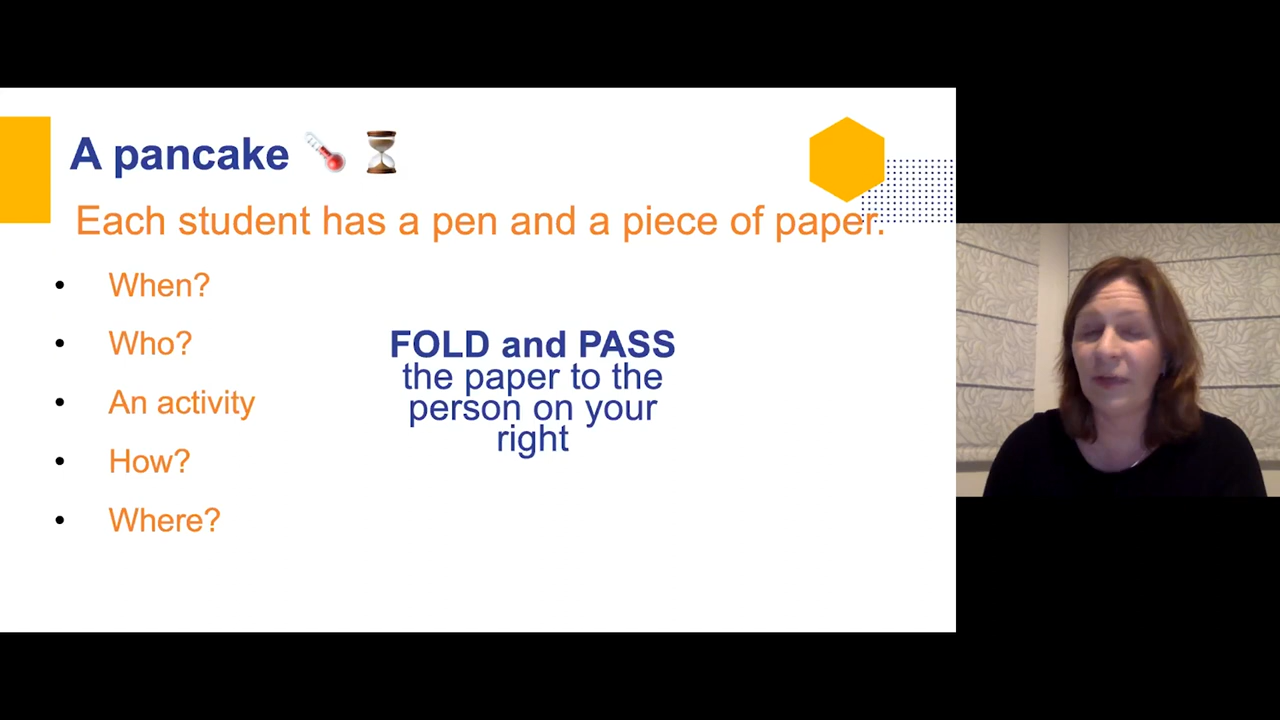 A pancake
Each student has a pen and a piece of paper.
When?
Who?
An activity
How?
Where?
FOLD and PASS
the paper to the
person on your
right